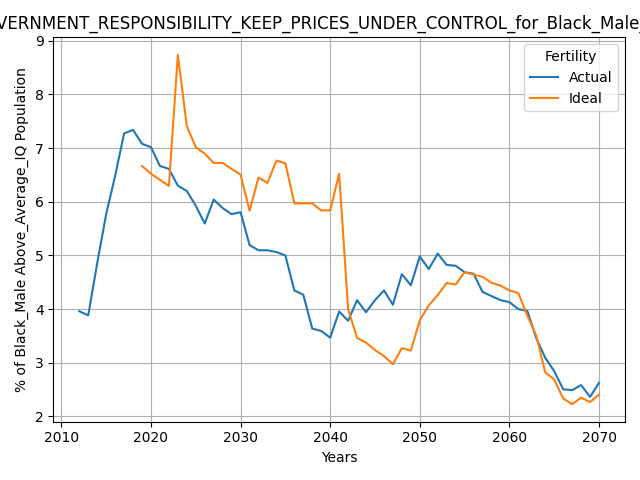 VERNMENT_RESPONSIBILITY_KEEP_PRICES_UNDER_CONTROL_for_Black_Male_
% of Black_Male Above_Average_IQ Population
9
8
7
6
5
4
3
2
Fertility
Actual
Ideal
2010 2020 2030 2040 2050 2060 2070
Years